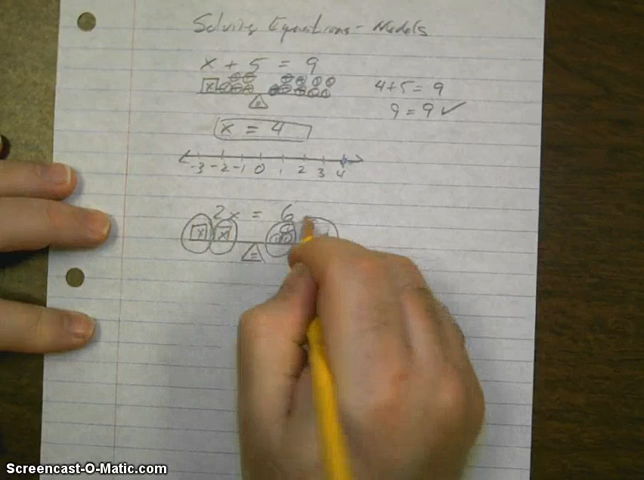 Solving Equations - Models
x + 5 = 9
x =
4+5 = 9
9 = 9 ✓
x = 4
-3 -2 -1 0 1 2 3 4
2x = 6
x x =
Screencast-O-Matic.com